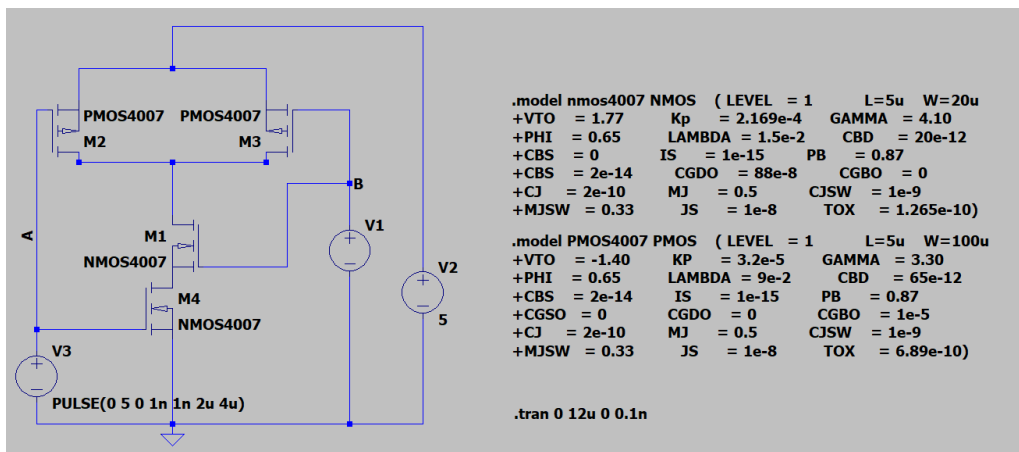 PMOS4007 PMOS4007
M2 M3
B
A
V1
M1
NMOS4007
V2
M4
NMOS4007
5
V3
PULSE(0 5 0 1n 1n 2u 4u)
.model nmos4007 NMOS ( LEVEL = 1 L=5u W=20u
+VTO = 1.77 Kp = 2.169e-4 GAMMA = 4.10
+PHI = 0.65 LAMBDA = 1.5e-2 CBD = 20e-12
+CBS = 0 IS = 1e-15 PB = 0.87
+CBS = 2e-14 CGDO = 88e-8 CGBO = 0
+CJ = 2e-10 MJ = 0.5 CJSW = 1e-9
+MJSW = 0.33 JS = 1e-8 TOX = 1.265e-10)
.model PMOS4007 PMOS ( LEVEL = 1 L=5u W=100u
+VTO = -1.40 KP = 3.2e-5 GAMMA = 3.30
+PHI = 0.65 LAMBDA = 9e-2 CBD = 65e-12
+CBS = 2e-14 IS = 1e-15 PB = 0.87
+CGSO = 0 CGDO = 0 CGBO = 1e-5
+CJ = 2e-10 MJ = 0.5 CJSW = 1e-9
+MJSW = 0.33 JS = 1e-8 TOX = 6.89e-10)
.tran 0 12u 0 0.1n